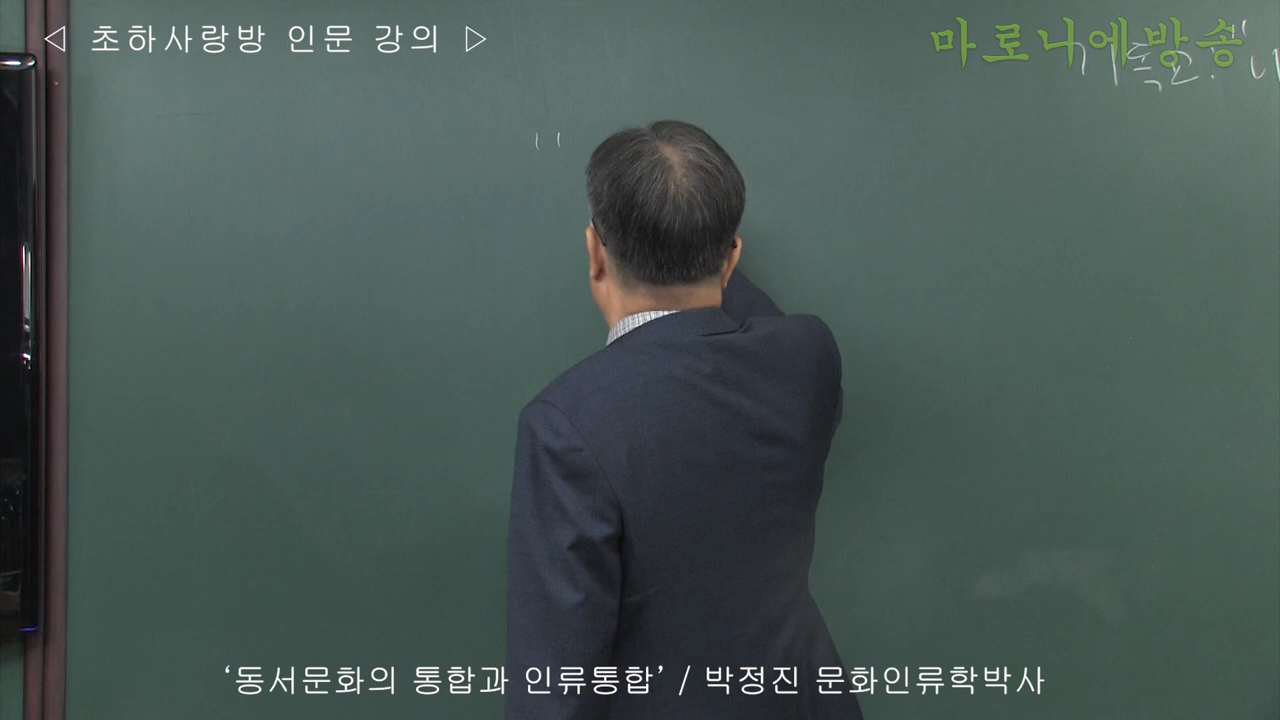 ◁ 초하사랑방 인문 강의 ▷
마로니에방송
‘동서문화의 통합과 인류통합’ / 박정진 문화인류학박사